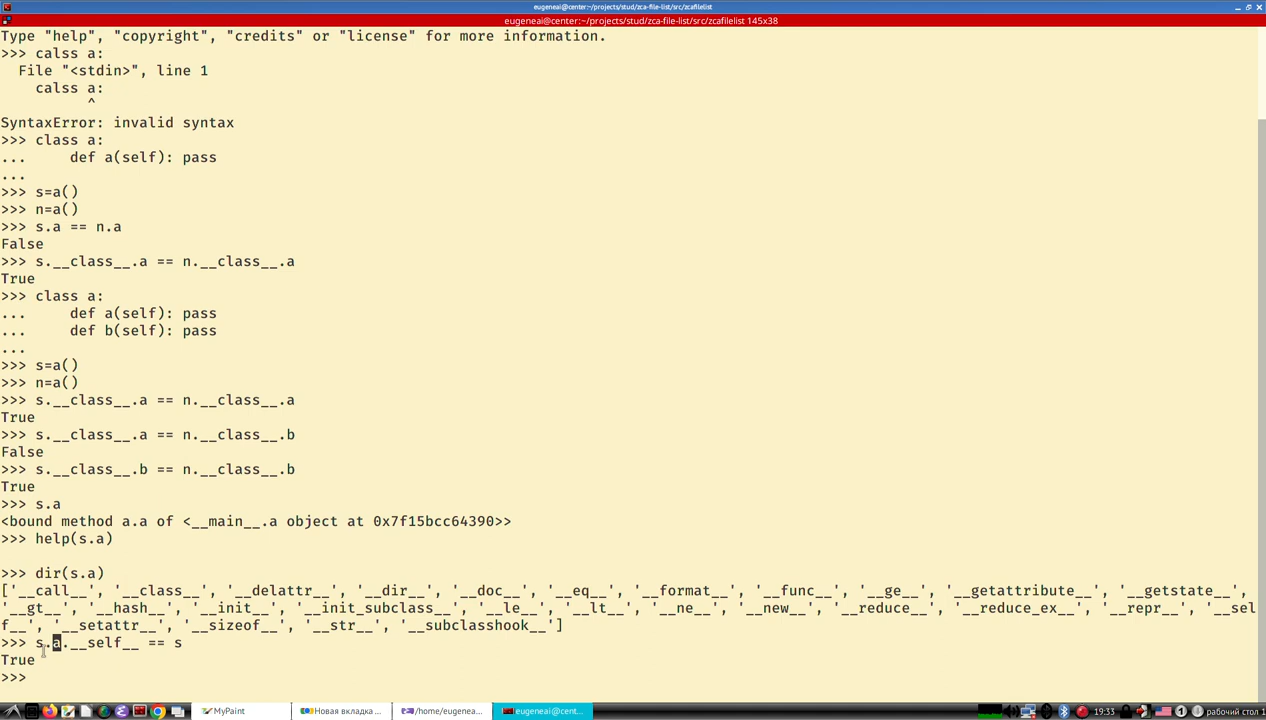 eugeneai@center:~/projects/stud/zca-file-list/src/zcafilelist
eugeneai@center:~/projects/stud/zca-file-list/src/zcafilelist 145x38
Type "help", "copyright", "credits" or "license" for more information.
>>> calss a:
  File "<stdin>", line 1
    calss a:
          ^
SyntaxError: invalid syntax
>>> class a:
...     def a(self): pass
...
>>> s=a()
>>> n=a()
>>> s.a == n.a
False
>>> s.__class__.a == n.__class__.a
True
>>> class a:
...     def a(self): pass
...     def b(self): pass
...
>>> s=a()
>>> n=a()
>>> s.__class__.a == n.__class__.a
True
>>> s.__class__.a == n.__class__.b
False
>>> s.__class__.b == n.__class__.b
True
>>> s.a
<bound method a.a of <__main__.a object at 0x7f15bcc64390>>
>>> help(s.a)
>>> dir(s.a)
['__call__', '__class__', '__delattr__', '__dir__', '__doc__', '__eq__', '__format__', '__func__', '__ge__', '__getattribute__', '__getstate__',
'__gt__', '__hash__', '__init__', '__init_subclass__', '__le__', '__lt__', '__ne__', '__new__', '__reduce__', '__reduce_ex__', '__repr__', '__sel
f__', '__setattr__', '__sizeof__', '__str__', '__subclasshook__']
>>> s.a.__self__ == s
True
>>>
MyPaint
Новая вкладка ...
/home/eugenea...
eugeneai@cent...
19:33
1
рабочий стол 1